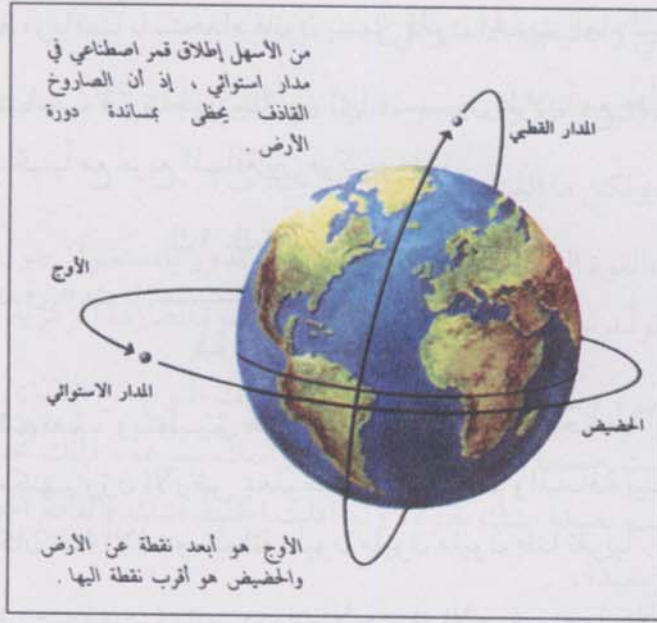 من الأسهل إطلاق قمر اصطناعي في
مدار استوائي ، إذ أن الصاروخ
القاذف يحظى بمساندة دورة
الأرض .
المدار القطبي
الأوج
المدار الاستوائي
الحضيض
الأوج هو أبعد نقطة عن الأرض
والحضيض هو أقرب نقطة اليها .